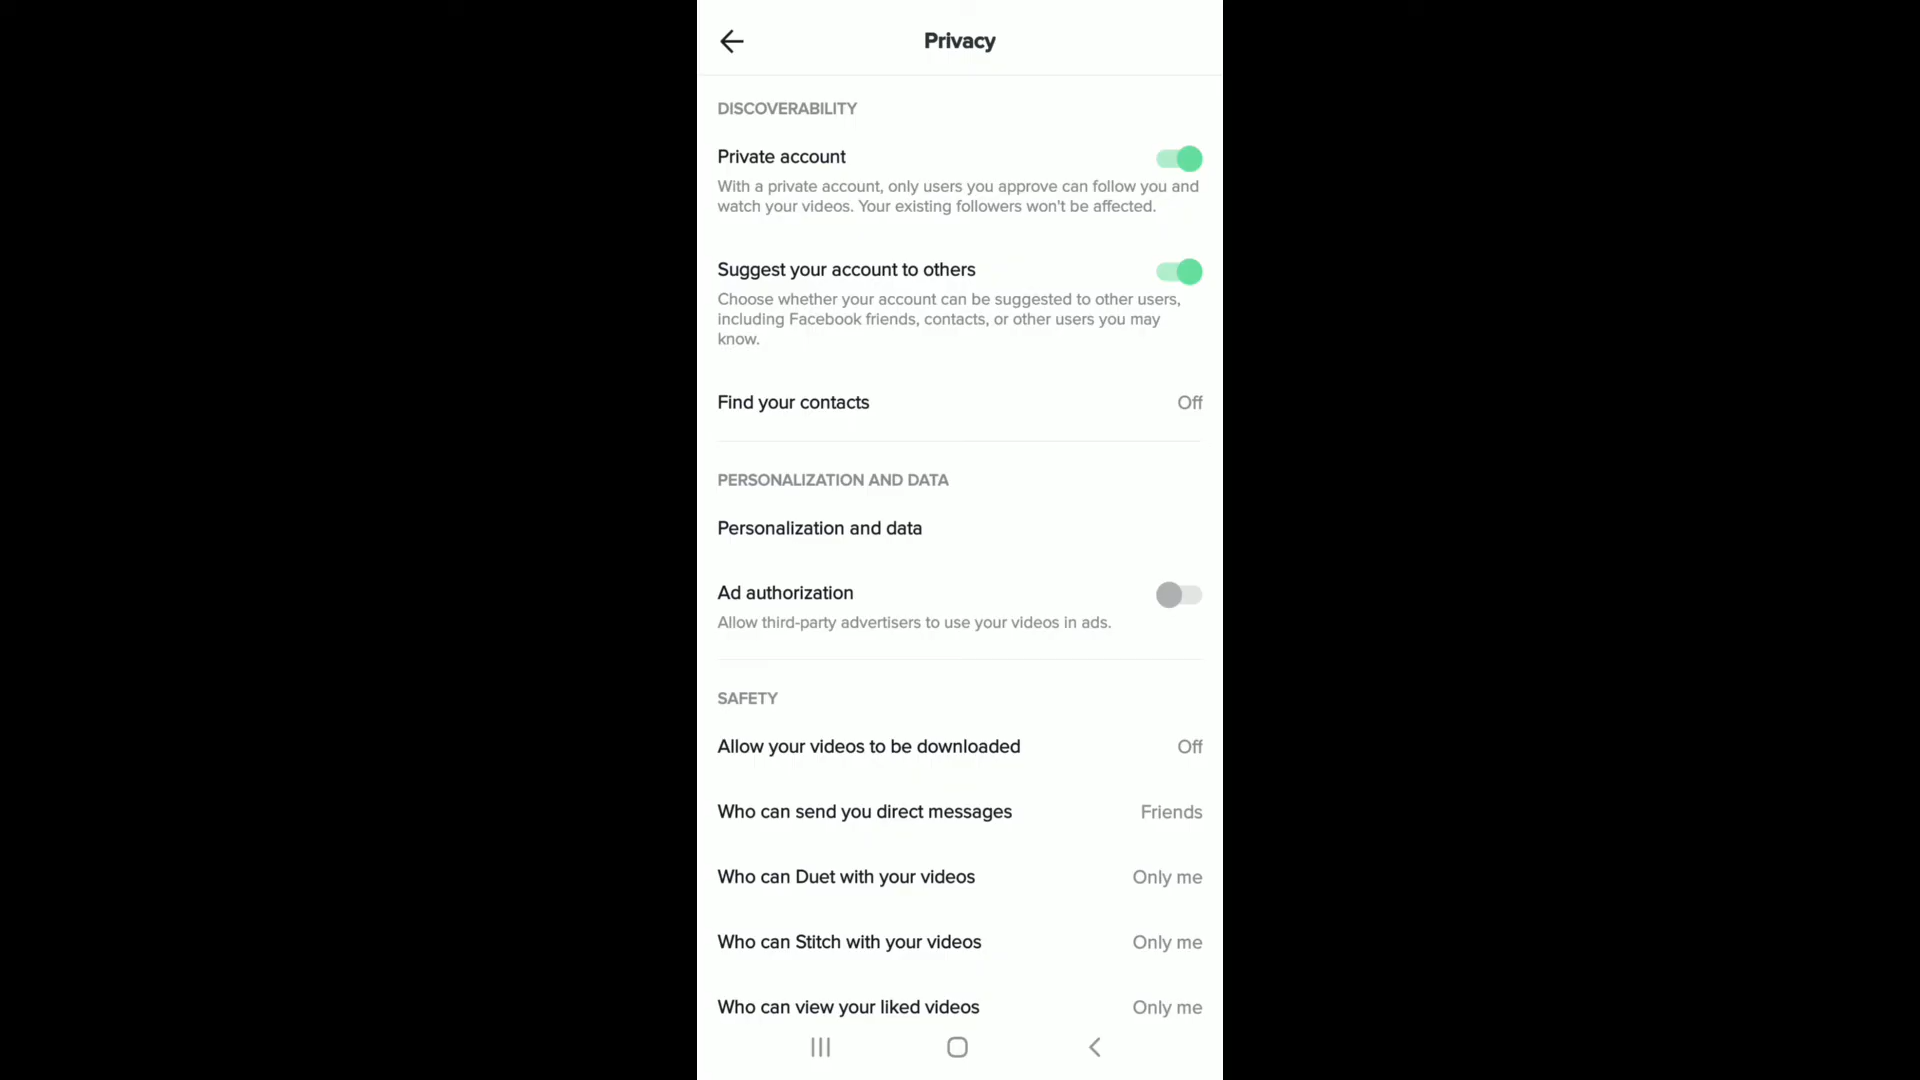 Privacy
DISCOVERABILITY
Private account
With a private account, only users you approve can follow you and
watch your videos. Your existing followers won't be affected.
Suggest your account to others
Choose whether your account can be suggested to other users,
including Facebook friends, contacts, or other users you may
know.
Find your contacts Off
PERSONALIZATION AND DATA
Personalization and data
Ad authorization
Allow third-party advertisers to use your videos in ads.
SAFETY
Allow your videos to be downloaded Off
Who can send you direct messages Friends
Who can Duet with your videos Only me
Who can Stitch with your videos Only me
Who can view your liked videos Only me